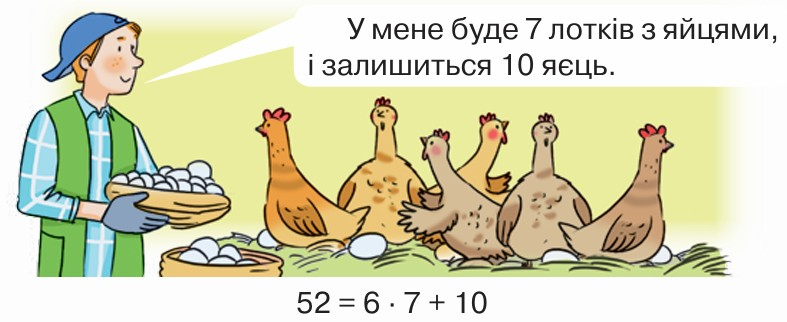 У мене буде 7 лотків з яйцями,
і залишиться 10 яєць.
52 = 6 · 7 + 10